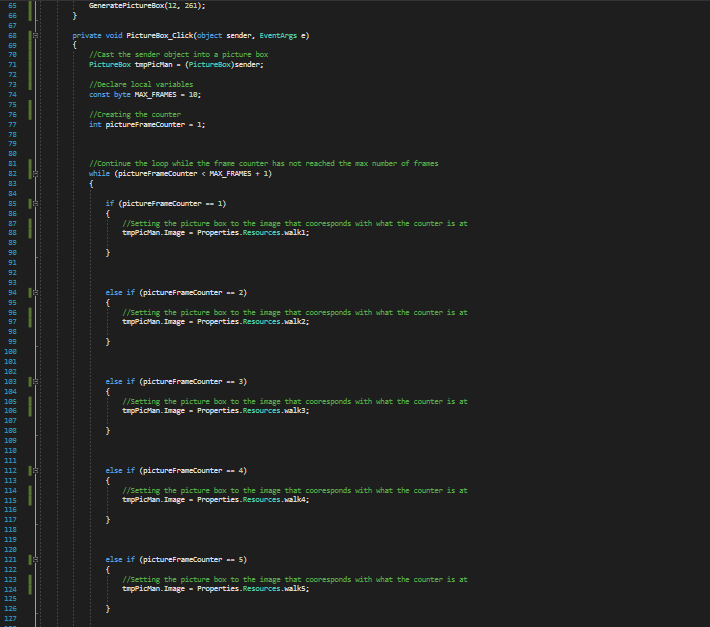 65 GeneratePictureBox(12, 261);
66 }
67
68 private void PictureBox_Click(object sender, EventArgs e)
69 {
70 //Cast the sender object into a picture box
71 PictureBox tmpPicMan = (PictureBox)sender;
72
73 //Declare local variables
74 const byte MAX_FRAMES = 10;
75
76 //Creating the counter
77 int pictureFrameCounter = 1;
78
79
80
81 //Continue the loop while the frame counter has not reached the max number of frames
82 while (pictureFrameCounter < MAX_FRAMES + 1)
83 {
84
85 if (pictureFrameCounter == 1)
86 {
87 //Setting the picture box to the image that cooresponds with what the counter is at
88 tmpPicMan.Image = Properties.Resources.walk1;
89
90 }
91
92
93
94 else if (pictureFrameCounter == 2)
95 {
96 //Setting the picture box to the image that cooresponds with what the counter is at
97 tmpPicMan.Image = Properties.Resources.walk2;
98
99 }
100
101
102
103 else if (pictureFrameCounter == 3)
104 {
105 //Setting the picture box to the image that cooresponds with what the counter is at
106 tmpPicMan.Image = Properties.Resources.walk3;
107
108 }
109
110
111
112 else if (pictureFrameCounter == 4)
113 {
114 //Setting the picture box to the image that cooresponds with what the counter is at
115 tmpPicMan.Image = Properties.Resources.walk4;
116
117 }
118
119
120
121 else if (pictureFrameCounter == 5)
122 {
123 //Setting the picture box to the image that cooresponds with what the counter is at
124 tmpPicMan.Image = Properties.Resources.walk5;
125
126 }
127